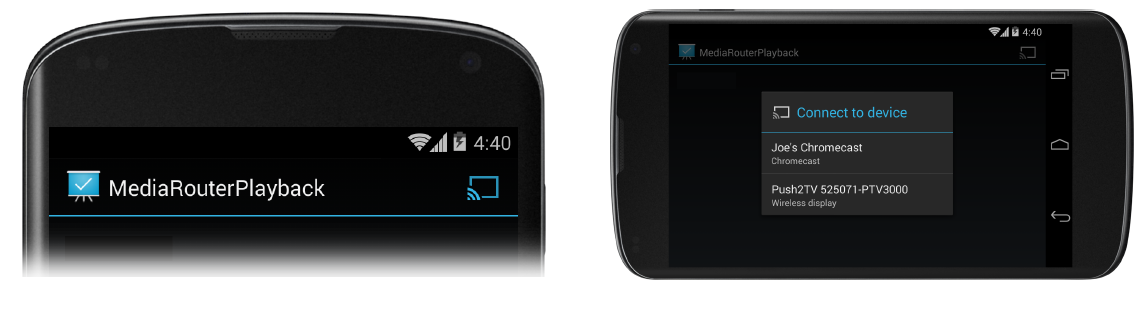 4:40
MediaRouterPlayback
4:40
MediaRouterPlayback
Connect to device
Joe's Chromecast
Chromecast
Push2TV 525071-PTV3000
Wireless display